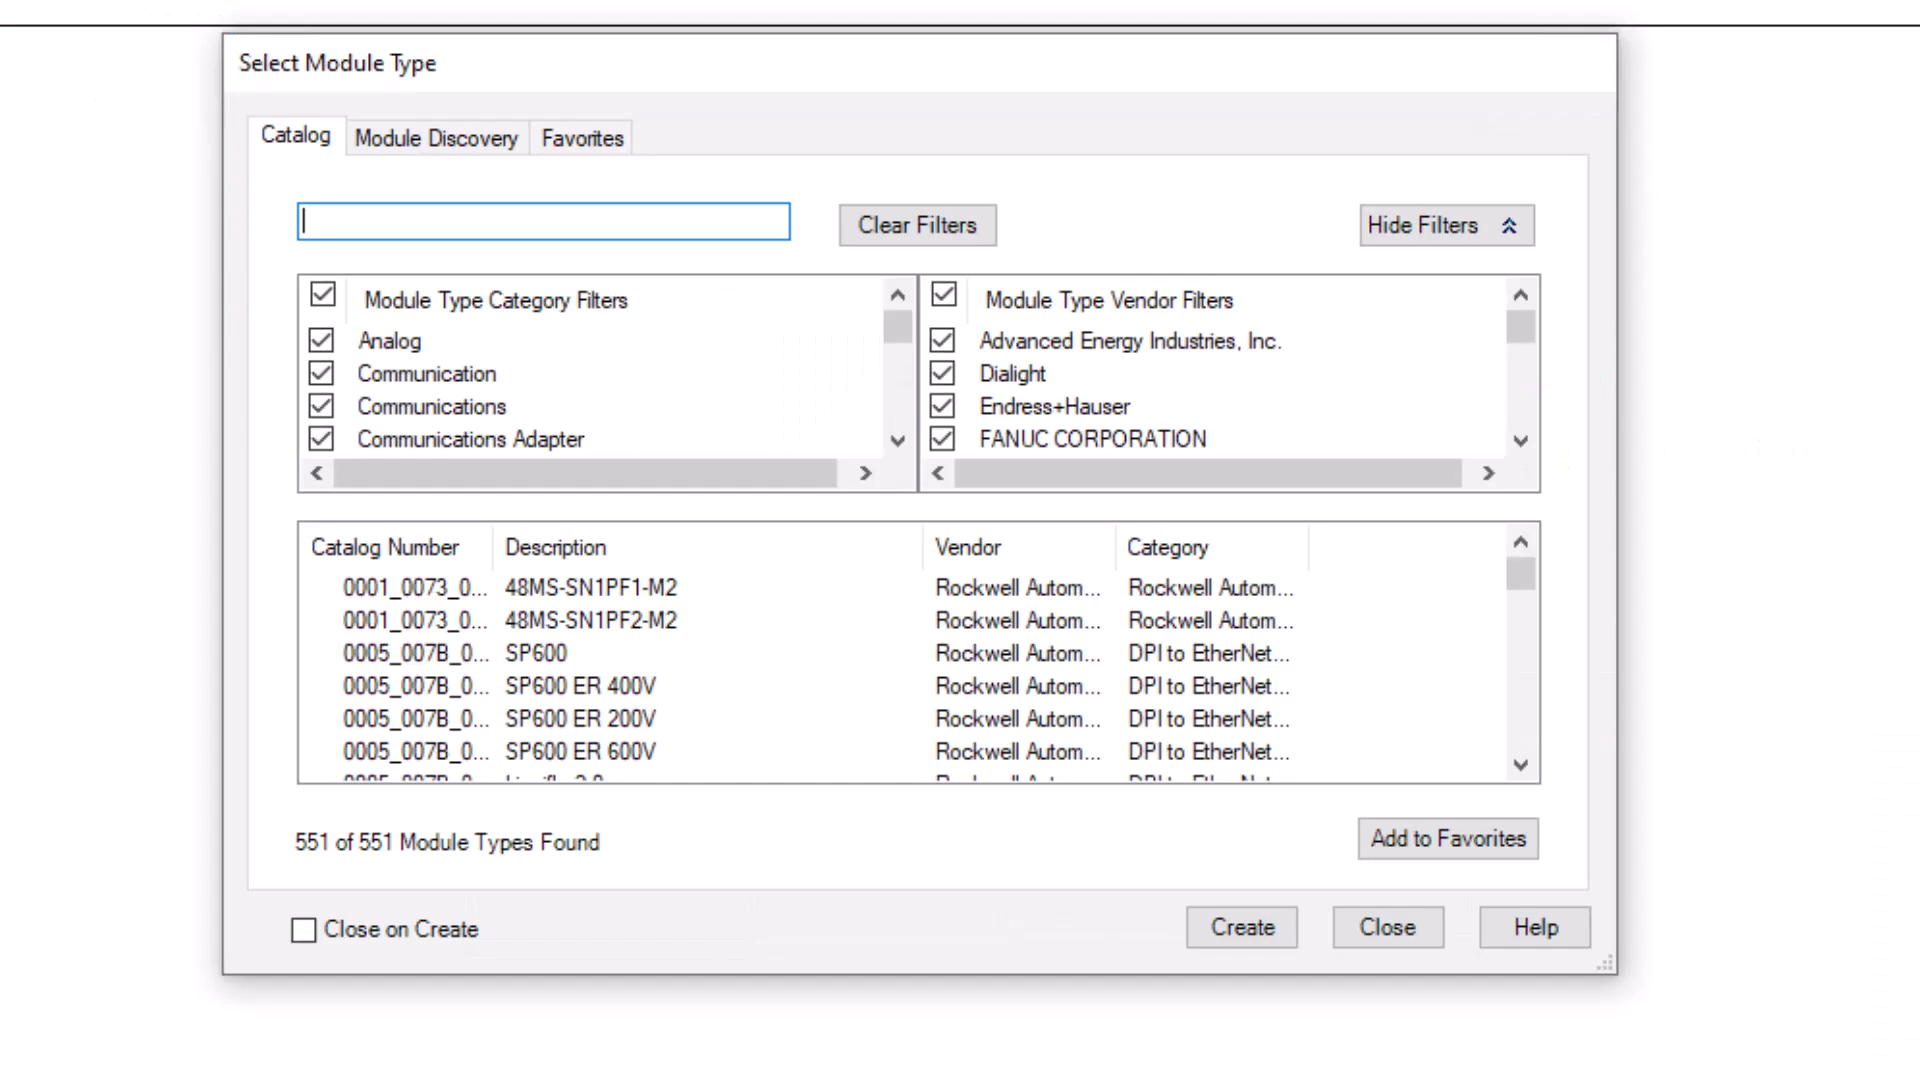 Select Module Type
Catalog Module Discovery Favorites
Clear Filters Hide Filters
Module Type Category Filters
Analog
Communication
Communications
Communications Adapter
Module Type Vendor Filters
Advanced Energy Industries, Inc.
Dialight
Endress+Hauser
FANUC CORPORATION
Catalog Number Description Vendor Category
0001_0073_0... 48MS-SN1PF1-M2 Rockwell Autom... Rockwell Autom...
0001_0073_0... 48MS-SN1PF2-M2 Rockwell Autom... Rockwell Autom...
0005_007B_0... SP600 Rockwell Autom... DPI to EtherNet...
0005_007B_0... SP600 ER 400V Rockwell Autom... DPI to EtherNet...
0005_007B_0... SP600 ER 200V Rockwell Autom... DPI to EtherNet...
0005_007B_0... SP600 ER 600V Rockwell Autom... DPI to EtherNet...
551 of 551 Module Types Found
Add to Favorites
Close on Create
Create Close Help